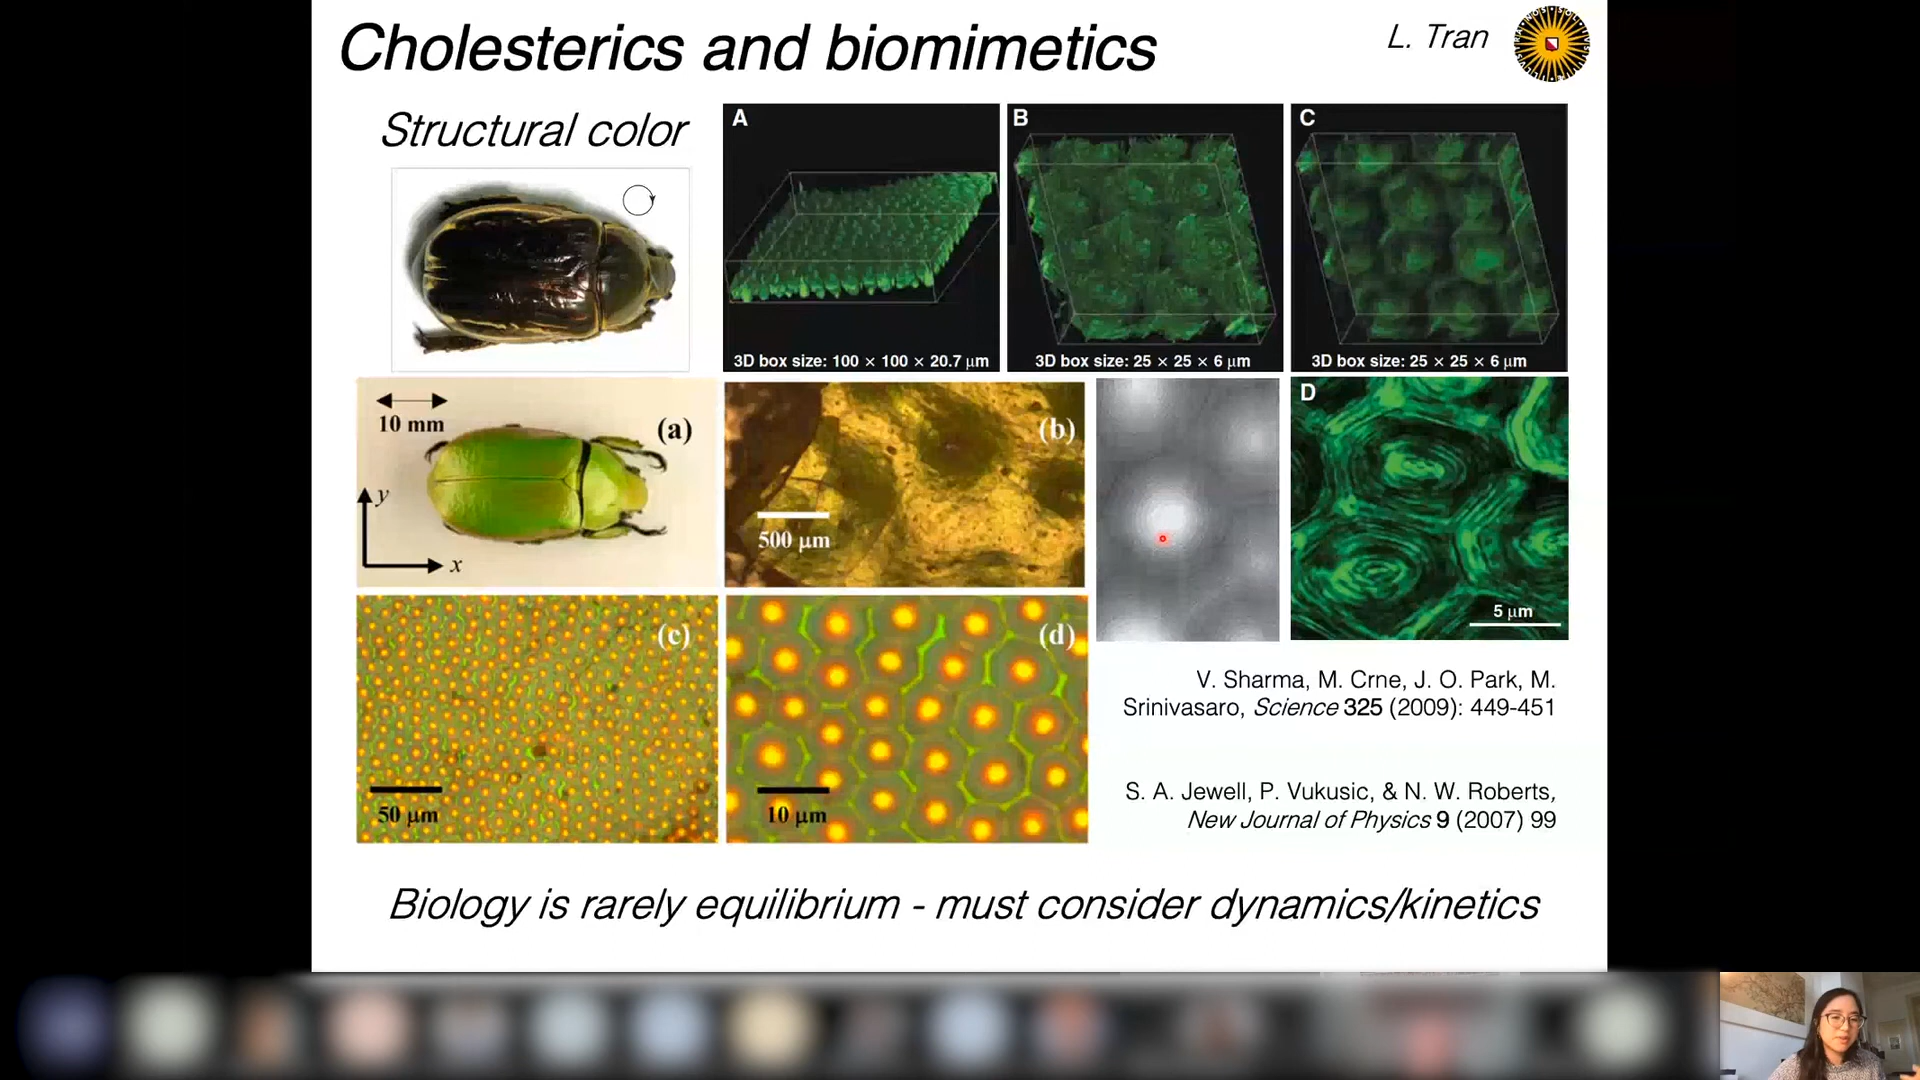 Cholesterics and biomimetics
L. Tran
Structural color
A
3D box size: 100 × 100 × 20.7 µm
B
3D box size: 25 × 25 × 6 µm
C
3D box size: 25 × 25 × 6 µm
10 mm
(a)
y
x
(b)
500 µm
D
5 µm
(c)
50 µm
(d)
10 µm
V. Sharma, M. Crne, J. O. Park, M.
Srinivasaro, Science 325 (2009): 449-451
S. A. Jewell, P. Vukusic, & N. W. Roberts,
New Journal of Physics 9 (2007) 99
Biology is rarely equilibrium - must consider dynamics/kinetics